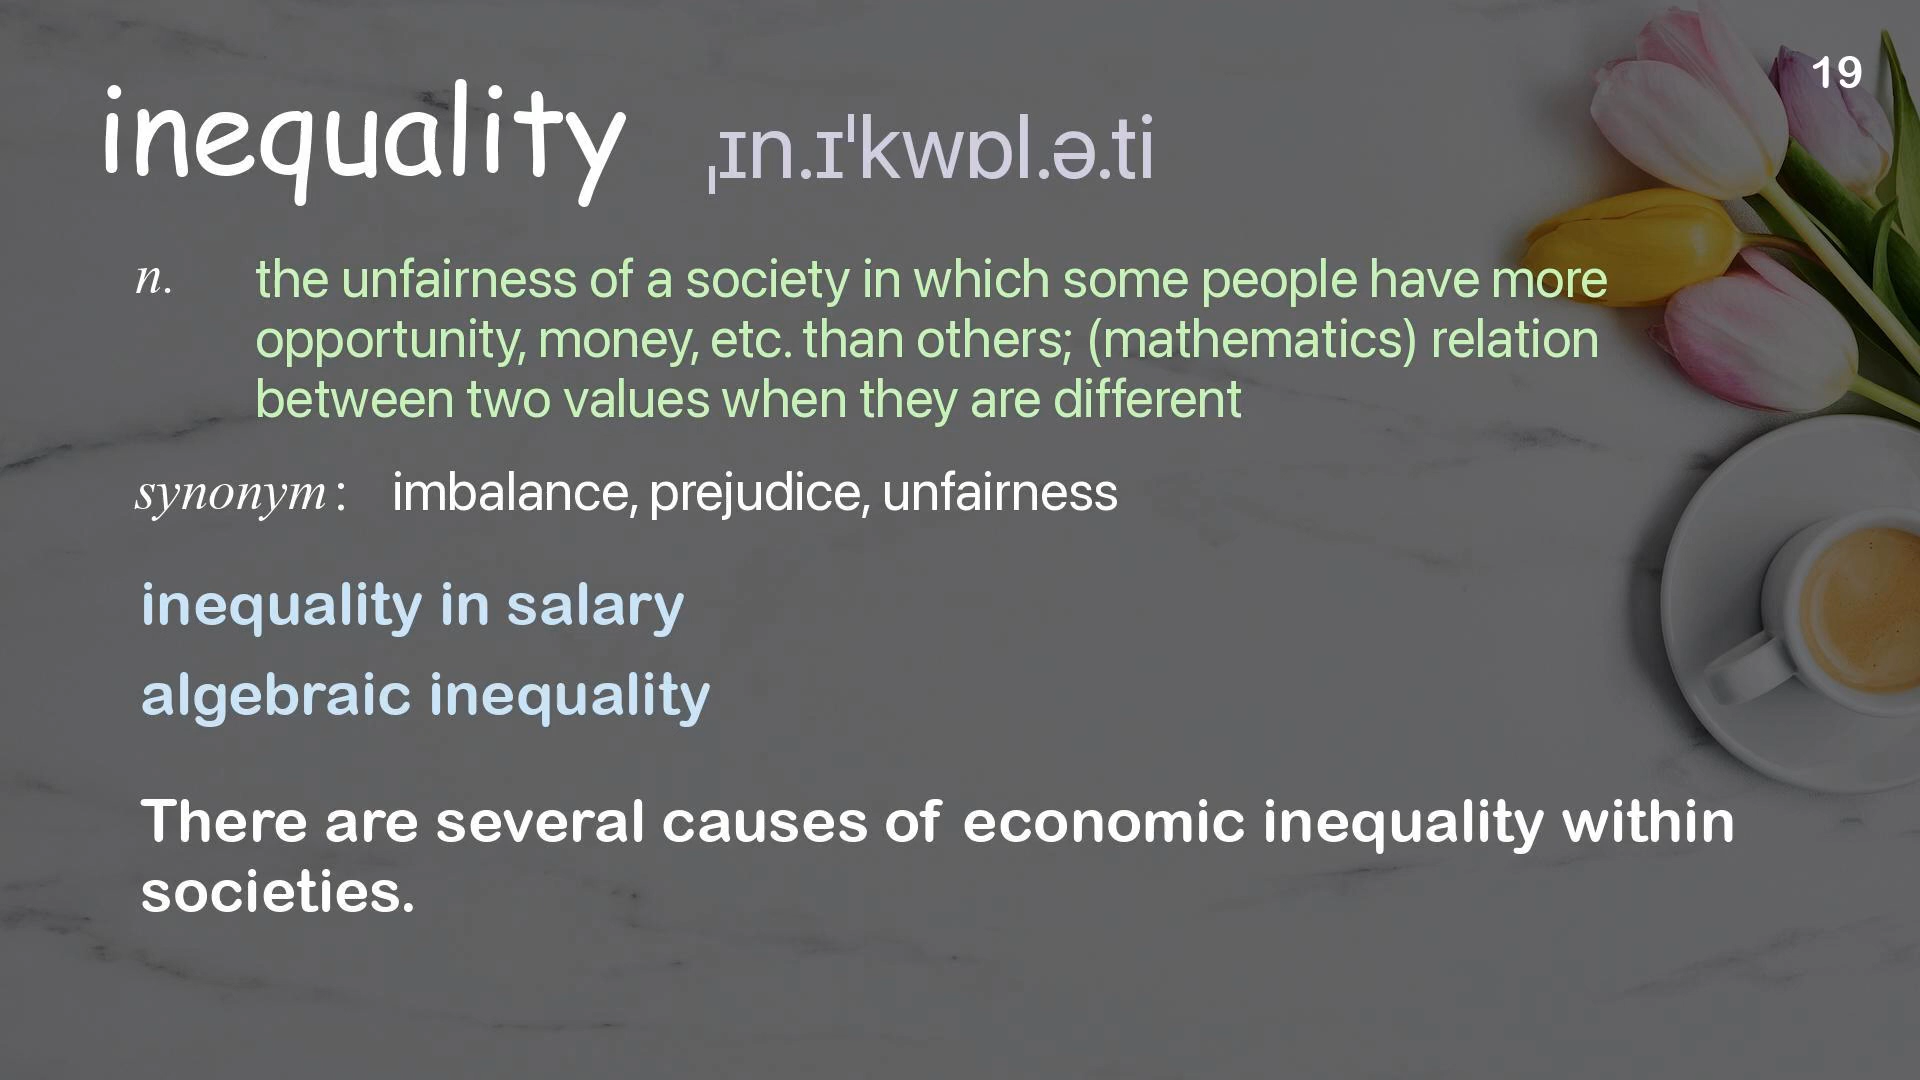 19
inequality ˌɪn.ɪˈkwɒl.ə.ti
n. the unfairness of a society in which some people have more
opportunity, money, etc. than others; (mathematics) relation
between two values when they are different
synonym : imbalance, prejudice, unfairness
inequality in salary
algebraic inequality
There are several causes of economic inequality within
societies.